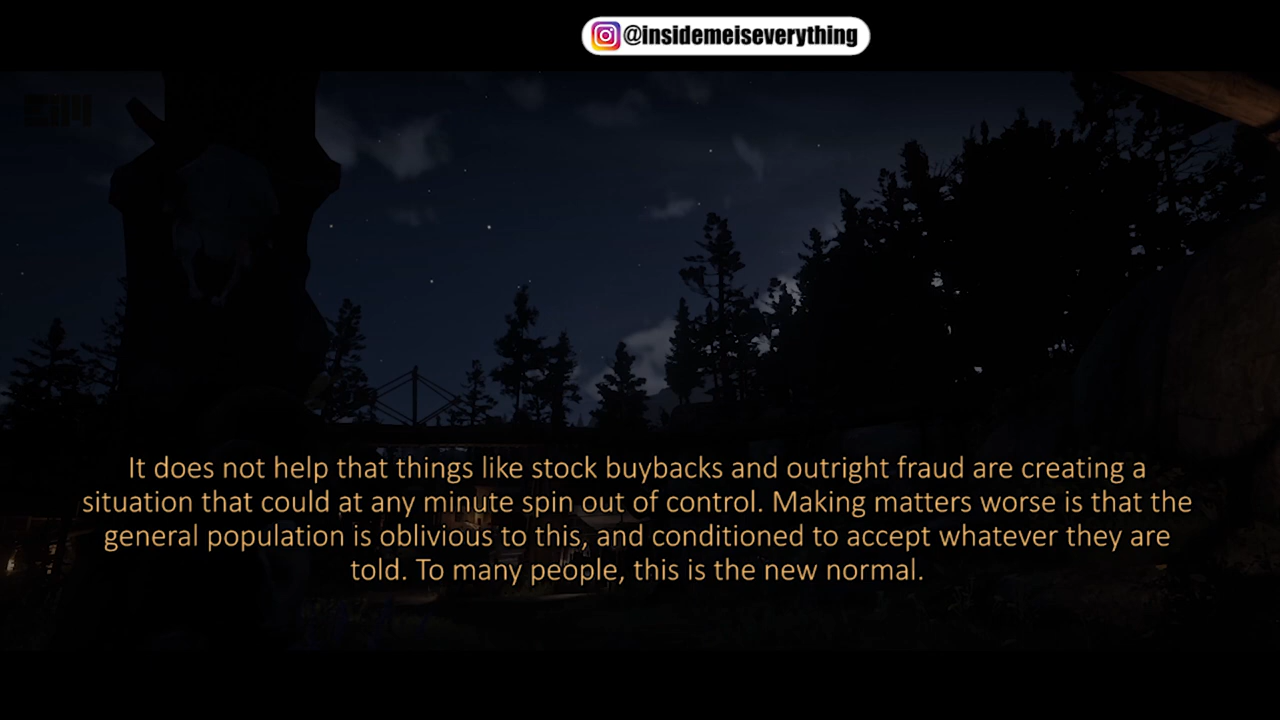 @insidemeiseverything
It does not help that things like stock buybacks and outright fraud are creating a
situation that could at any minute spin out of control. Making matters worse is that the
general population is oblivious to this, and conditioned to accept whatever they are
told. To many people, this is the new normal.